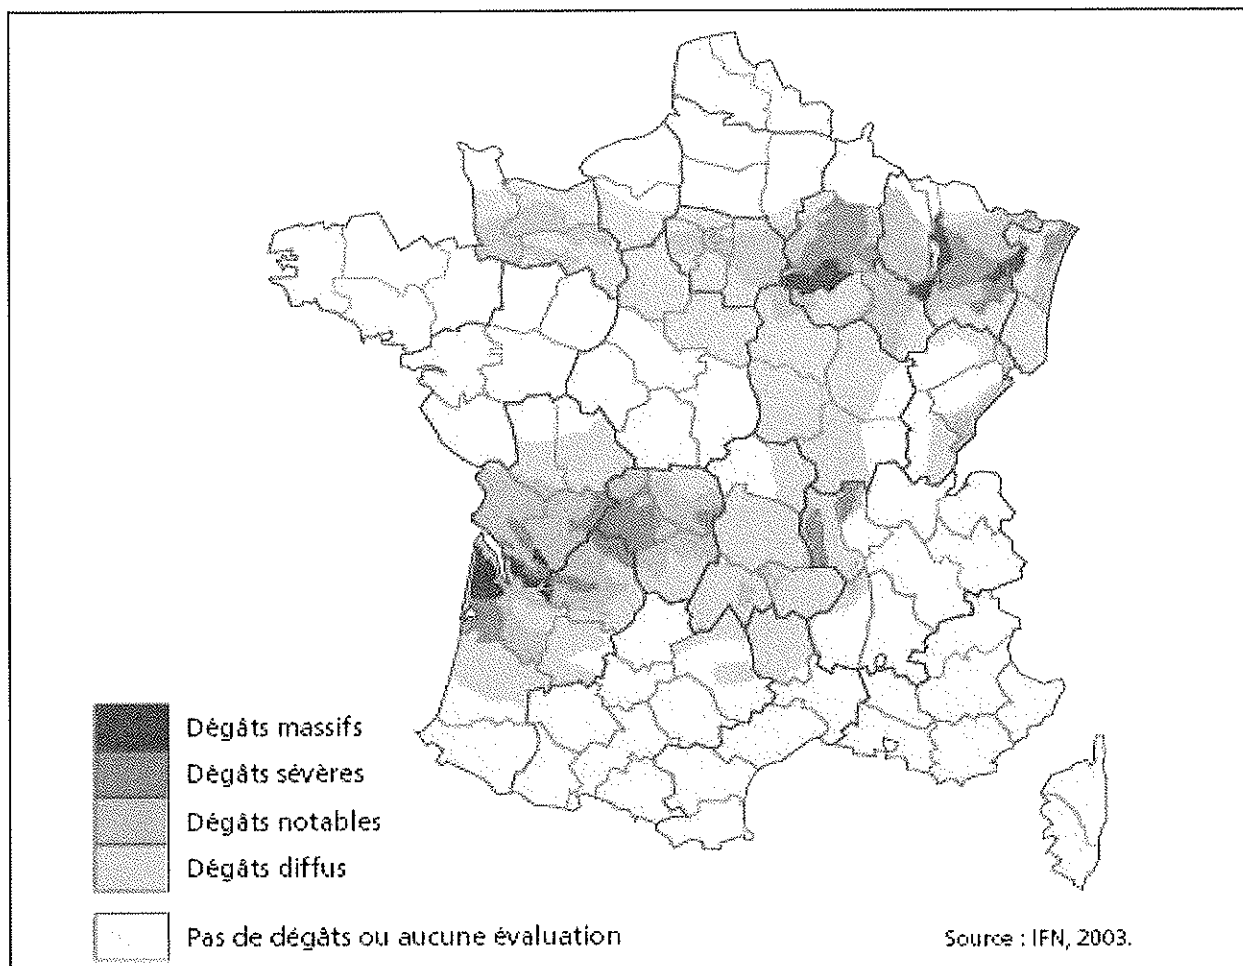 Dégâts massifs
Dégâts sévères
Dégâts notables
Dégâts diffus
Pas de dégâts ou aucune évaluation
Source : IFN, 2003.